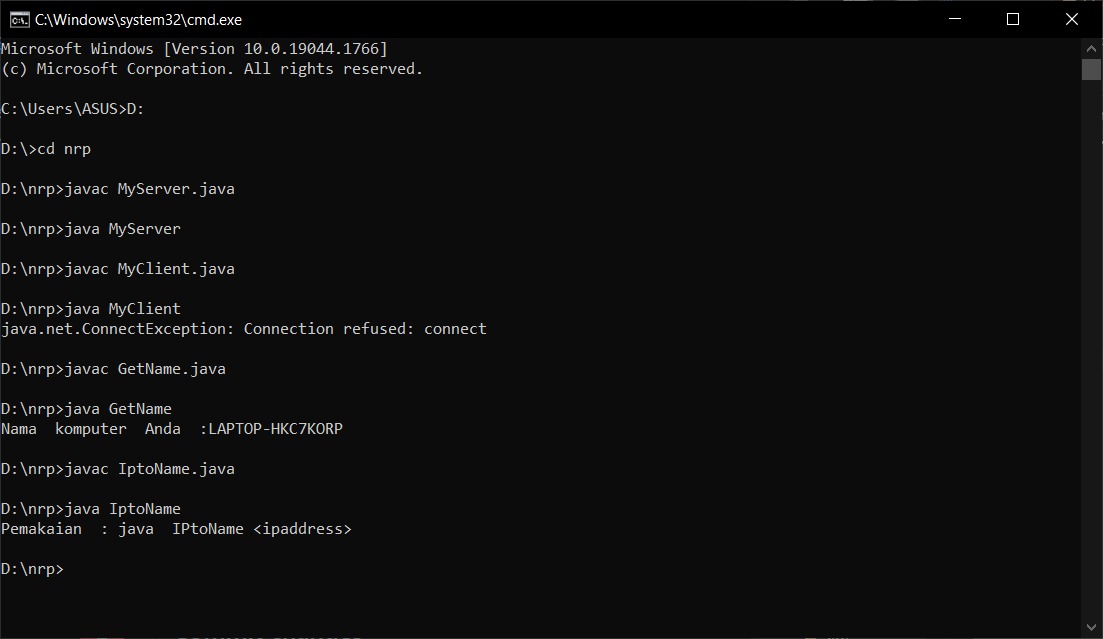 C:\Windows\system32\cmd.exe
Microsoft Windows [Version 10.0.19044.1766]
(c) Microsoft Corporation. All rights reserved.
C:\Users\ASUS>D:
D:\>cd nrp
D:\nrp>javac MyServer.java
D:\nrp>java MyServer
D:\nrp>javac MyClient.java
D:\nrp>java MyClient
java.net.ConnectException: Connection refused: connect
D:\nrp>javac GetName.java
D:\nrp>java GetName
Nama  komputer  Anda  :LAPTOP-HKC7KORP
D:\nrp>javac IptoName.java
D:\nrp>java IptoName
Pemakaian  : java  IPtoName <ipaddress>
D:\nrp>